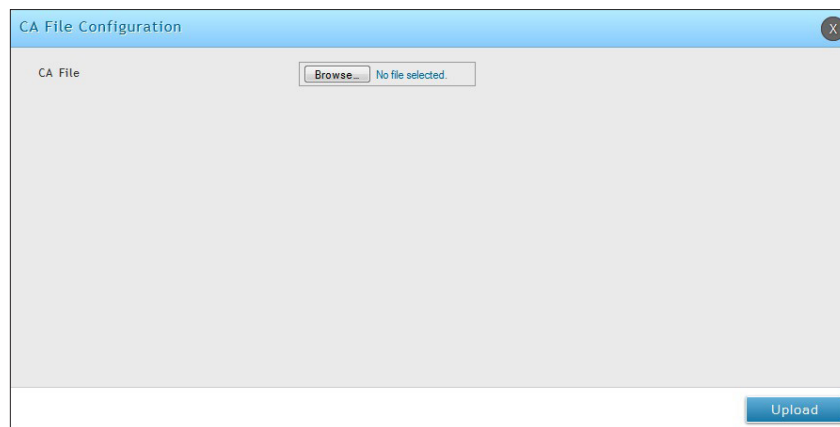 CA File Configuration
X
CA File
Browse... No file selected.
Upload